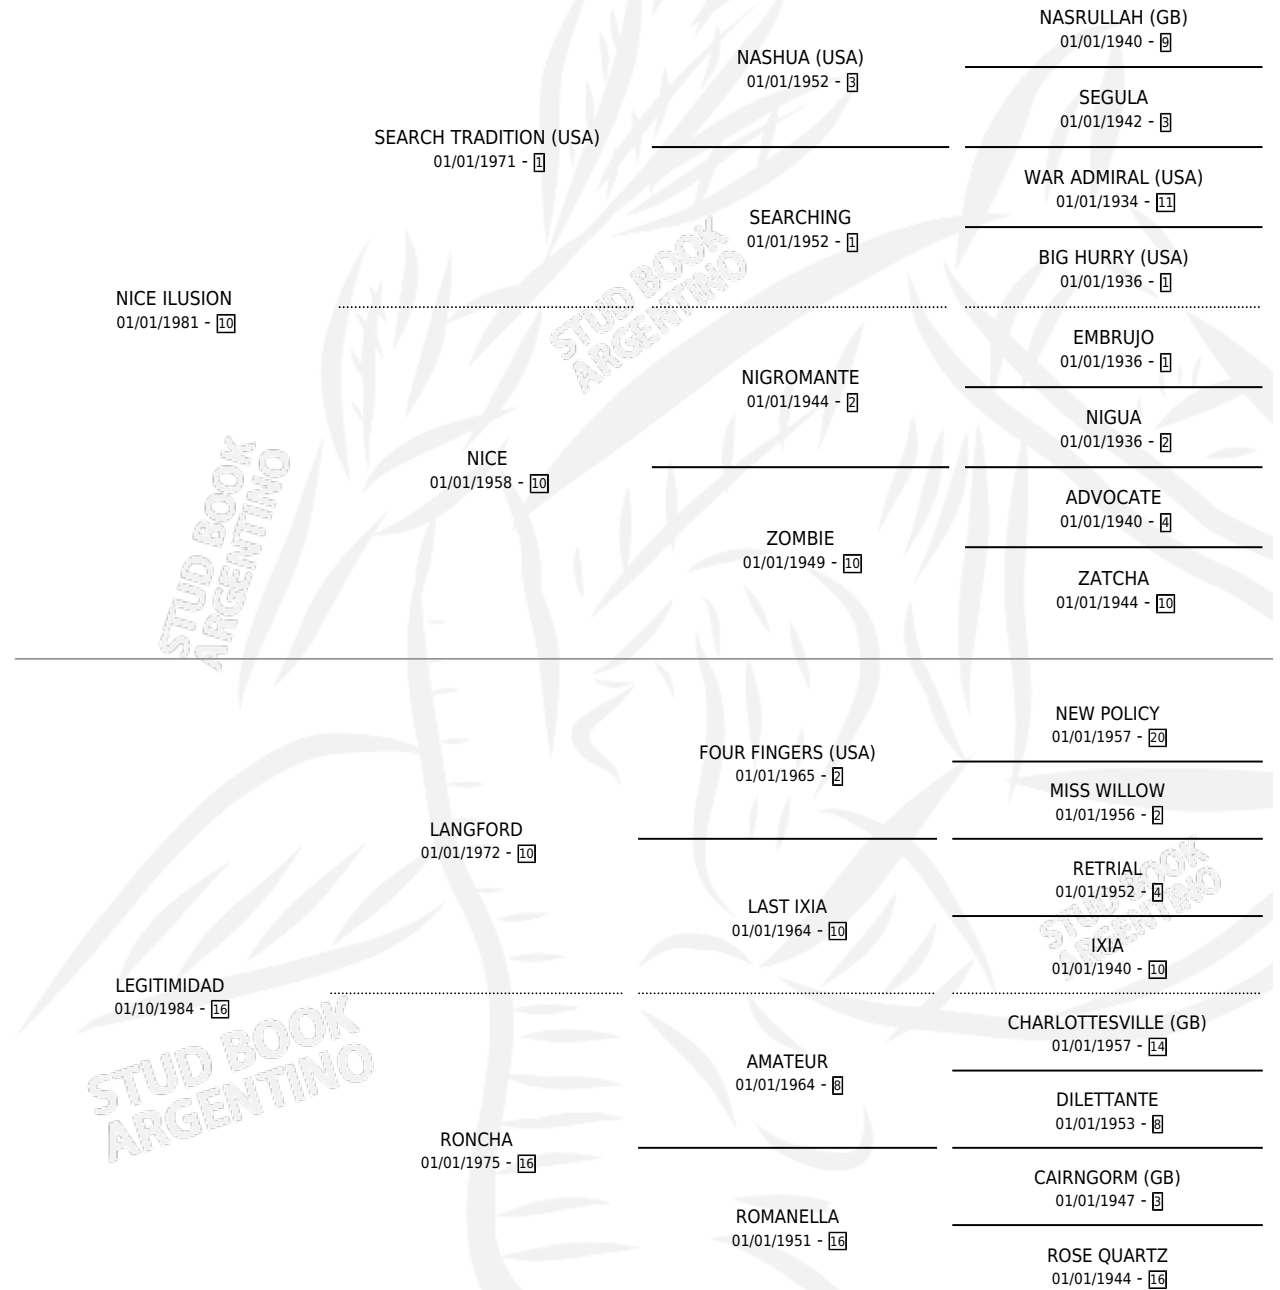 NASRULLAH (GB)
01/01/1940 - 9
NASHUA (USA)
01/01/1952 - 3
SEGULA
01/01/1942 - 3
SEARCH TRADITION (USA)
01/01/1971 - 1
WAR ADMIRAL (USA)
01/01/1934 - 11
SEARCHING
01/01/1952 - 1
BIG HURRY (USA)
01/01/1936 - 1
NICE ILUSION
01/01/1981 - 10
EMBRUJO
01/01/1936 - 1
NIGROMANTE
01/01/1944 - 2
NIGUA
01/01/1936 - 2
NICE
01/01/1958 - 10
ADVOCATE
01/01/1940 - 4
ZOMBIE
01/01/1949 - 10
ZATCHA
01/01/1944 - 10
NEW POLICY
01/01/1957 - 20
FOUR FINGERS (USA)
01/01/1965 - 2
MISS WILLOW
01/01/1956 - 2
LANGFORD
01/01/1972 - 10
RETRIAL
01/01/1952 - 4
LAST IXIA
01/01/1964 - 10
IXIA
01/01/1940 - 10
LEGITIMIDAD
01/10/1984 - 16
CHARLOTTESVILLE (GB)
01/01/1957 - 14
AMATEUR
01/01/1964 - 8
DILETTANTE
01/01/1953 - 8
RONCHA
01/01/1975 - 16
CAIRNGORM (GB)
01/01/1947 - 3
ROMANELLA
01/01/1951 - 16
ROSE QUARTZ
01/01/1944 - 16
STUD BOOK
ARGENTINO
STUD BOOK
ARGENTINO
STUD BOOK
ARGENTINO
STUD BOOK
ARGENTINO